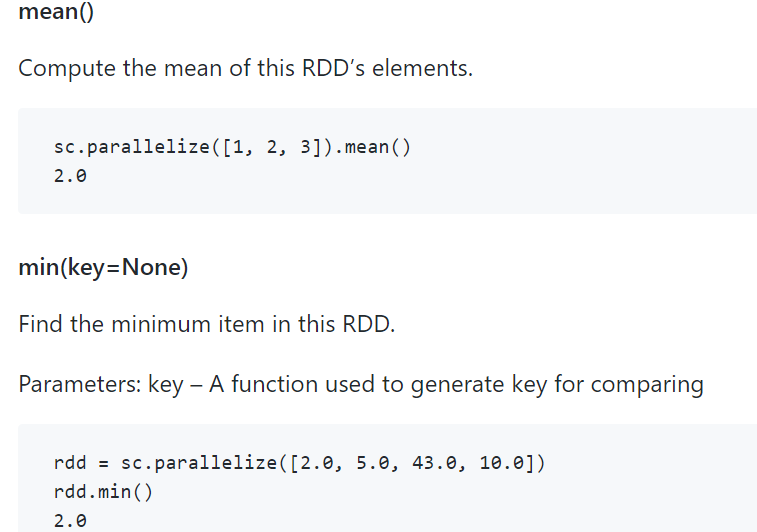 mean()
Compute the mean of this RDD’s elements.
sc.parallelize([1, 2, 3]).mean()
2.0
min(key=None)
Find the minimum item in this RDD.
Parameters: key – A function used to generate key for comparing
rdd = sc.parallelize([2.0, 5.0, 43.0, 10.0])
rdd.min()
2.0